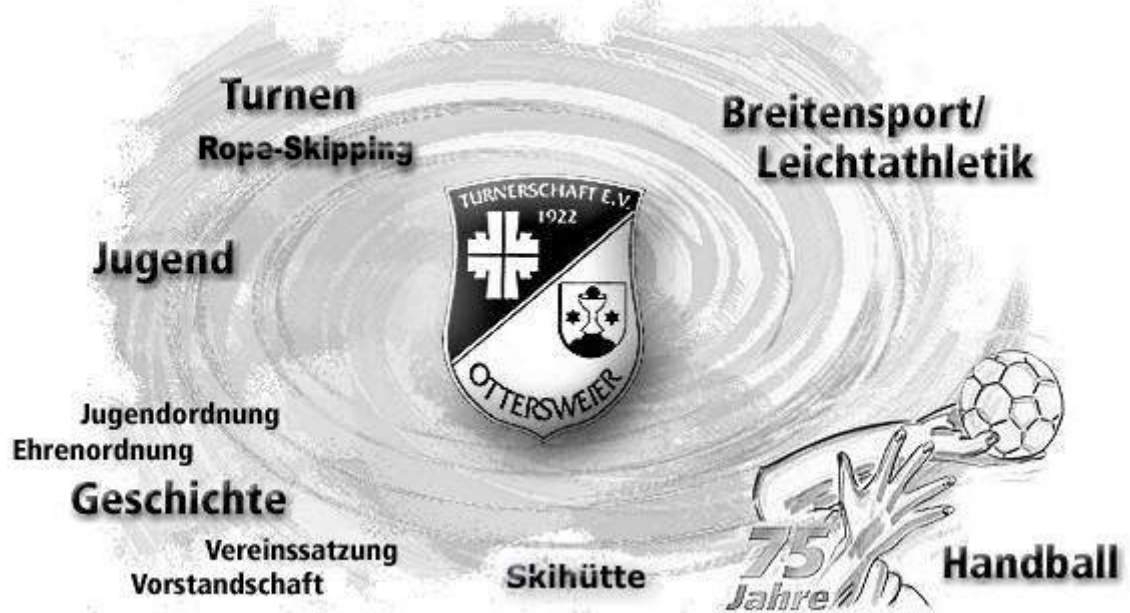 Turnen
Rope-Skipping
Breitensport/
Leichtathletik
TURNERSCHAFT E.V.
1922
Jugend
OTTERSWEIER
Jugendordnung
Ehrenordnung
Geschichte
Vereinssatzung
Vorstandschaft
Skihütte
75
Jahre
Handball